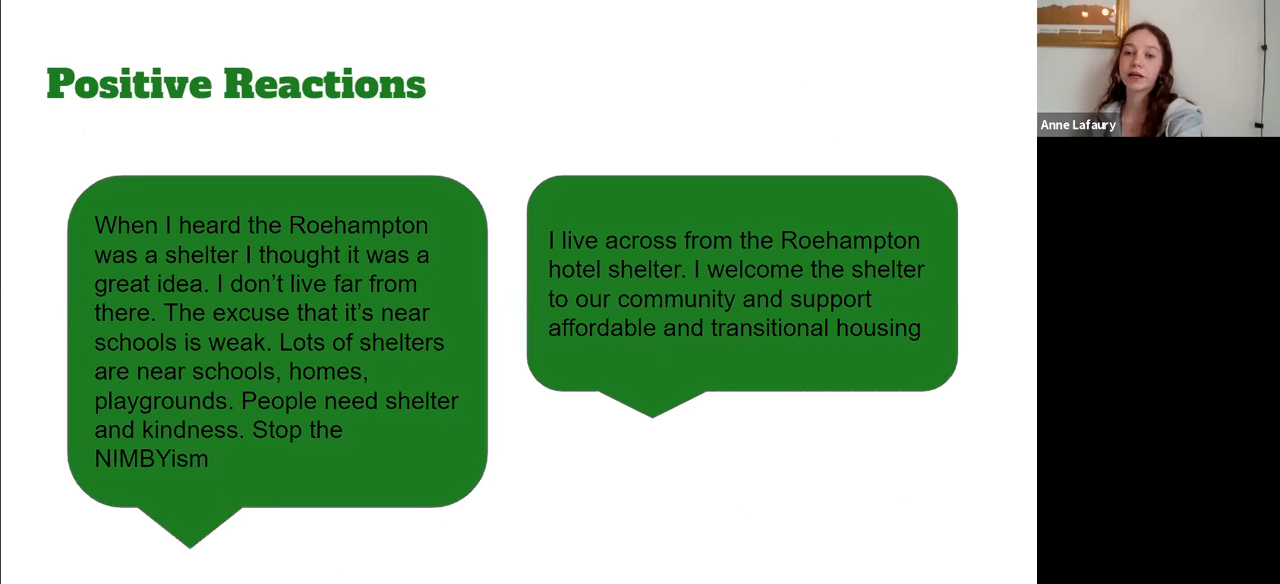 Positive Reactions
When I heard the Roehampton
was a shelter I thought it was a
great idea. I don’t live far from
there. The excuse that it’s near
schools is weak. Lots of shelters
are near schools, homes,
playgrounds. People need shelter
and kindness. Stop the
NIMBYism
I live across from the Roehampton
hotel shelter. I welcome the shelter
to our community and support
affordable and transitional housing
Anne Lafaury